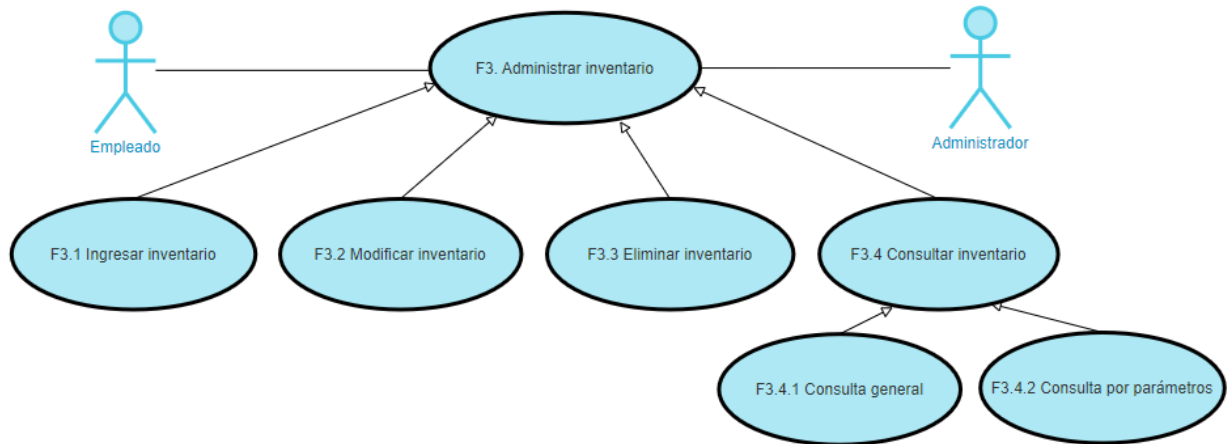 F3. Administrar inventario
Empleado
Administrador
F3.1 Ingresar inventario
F3.2 Modificar inventario
F3.3 Eliminar inventario
F3.4 Consultar inventario
F3.4.1 Consulta general
F3.4.2 Consulta por parámetros